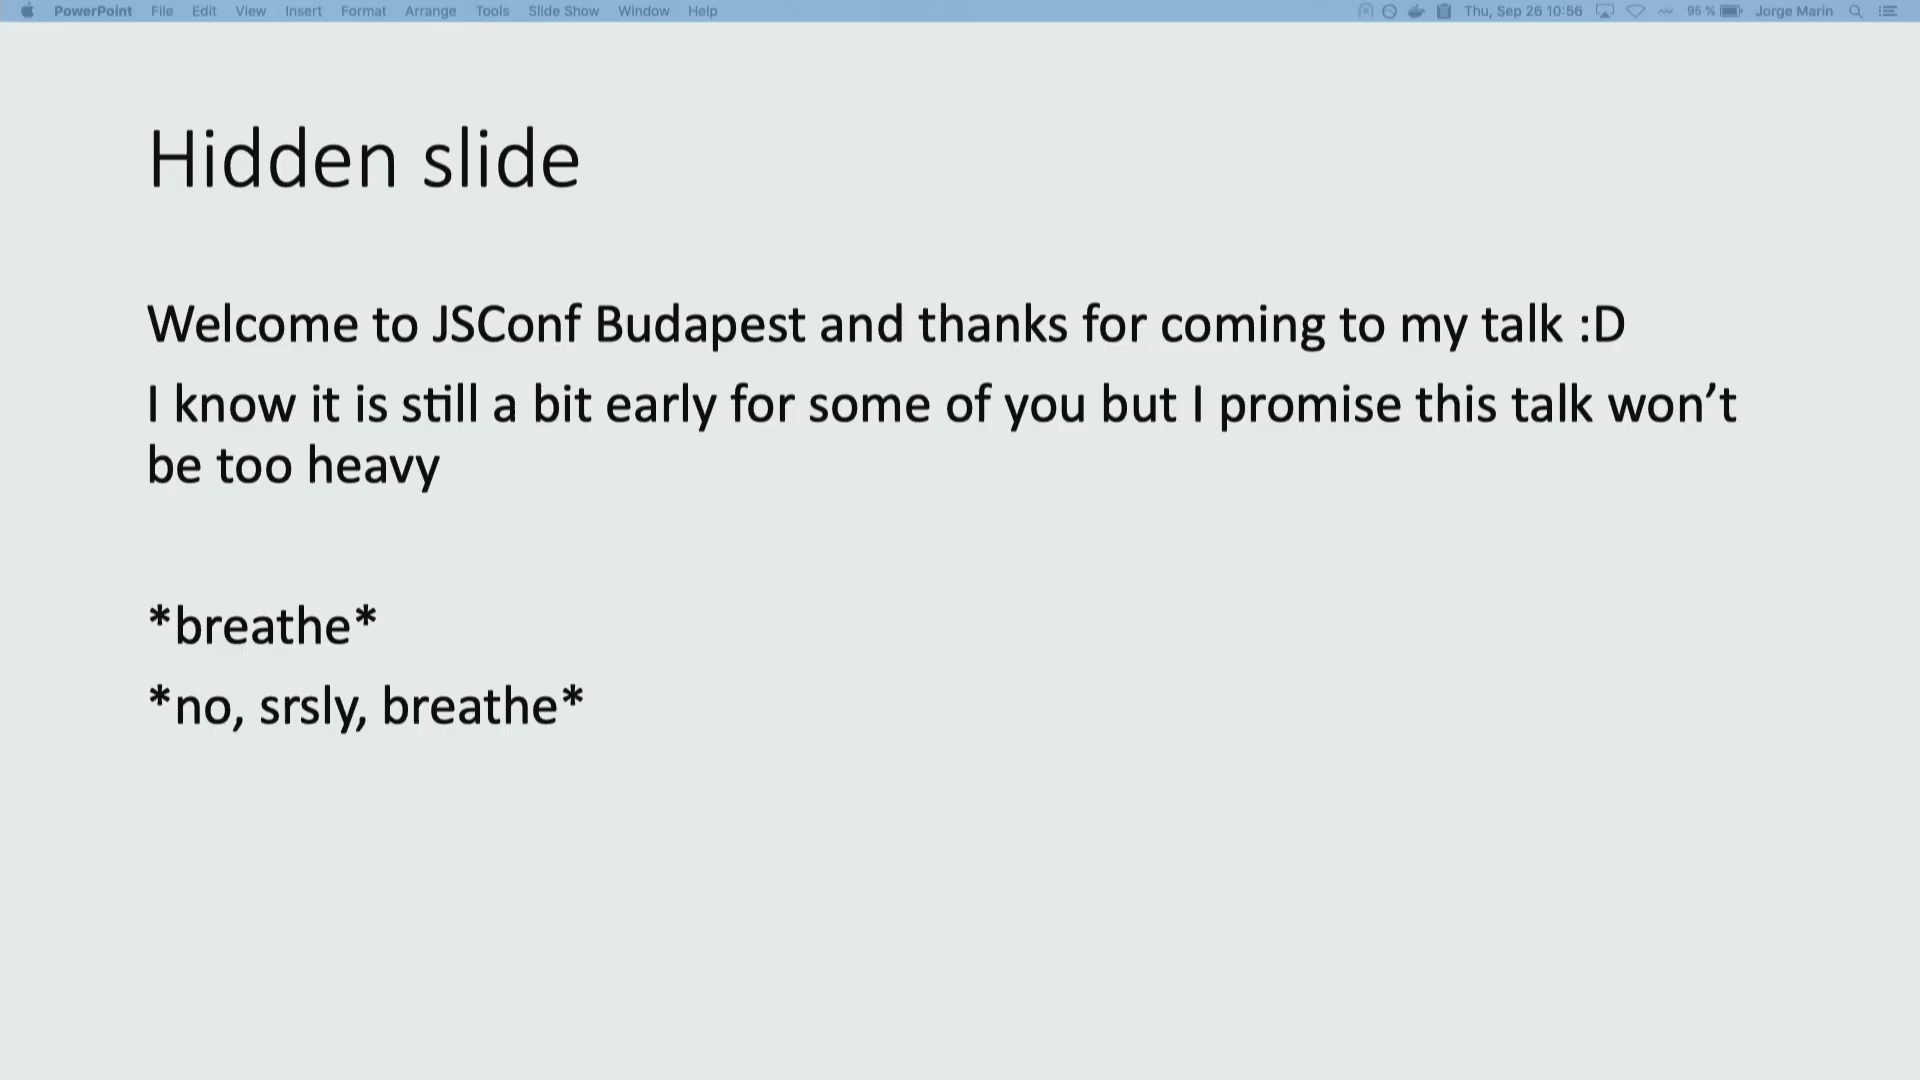 PowerPoint File Edit View Insert Format Arrange Tools Slide Show Window Help Thu, Sep 26 10:56 95 % Jorge Marin
Hidden slide
Welcome to JSConf Budapest and thanks for coming to my talk :D
I know it is still a bit early for some of you but I promise this talk won’t
be too heavy
*breathe*
*no, srsly, breathe*